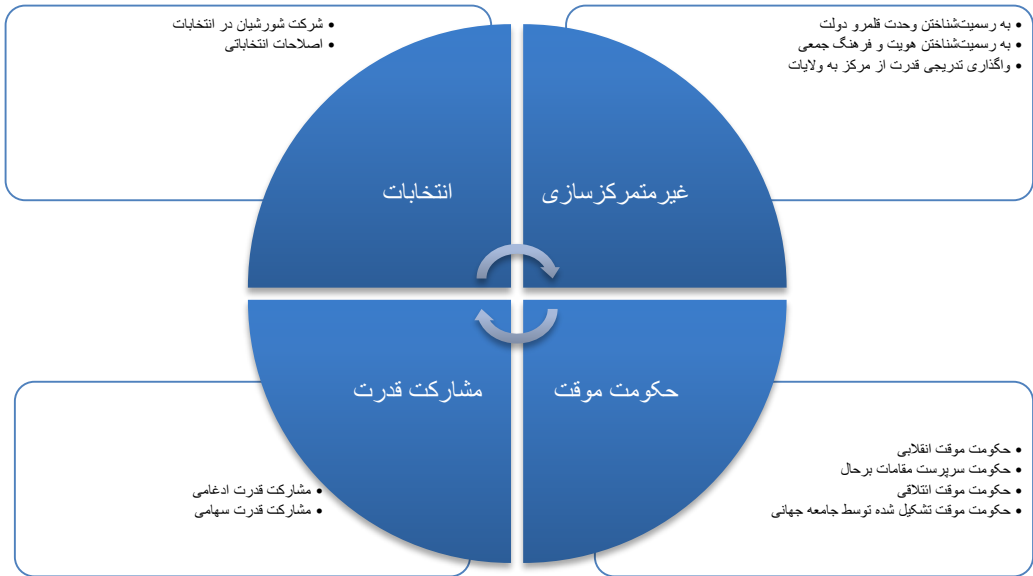 • به رسمیت‌شناختن وحدت قلمرو دولت
• به رسمیت‌شناختن هویت و فرهنگ جمعی
• واگذاری تدریجی قدرت از مرکز به ولایات
غیرمتمرکزسازی
• شرکت شورشیان در انتخابات
• اصلاحات انتخاباتی
انتخابات
حکومت موقت
• حکومت موقت انقلابی
• حکومت سرپرست مقامات برحال
• حکومت موقت ائتلاقی
• حکومت موقت تشکیل شده توسط جامعه جهانی
مشارکت قدرت
• مشارکت قدرت ادغامی
• مشارکت قدرت سهامی